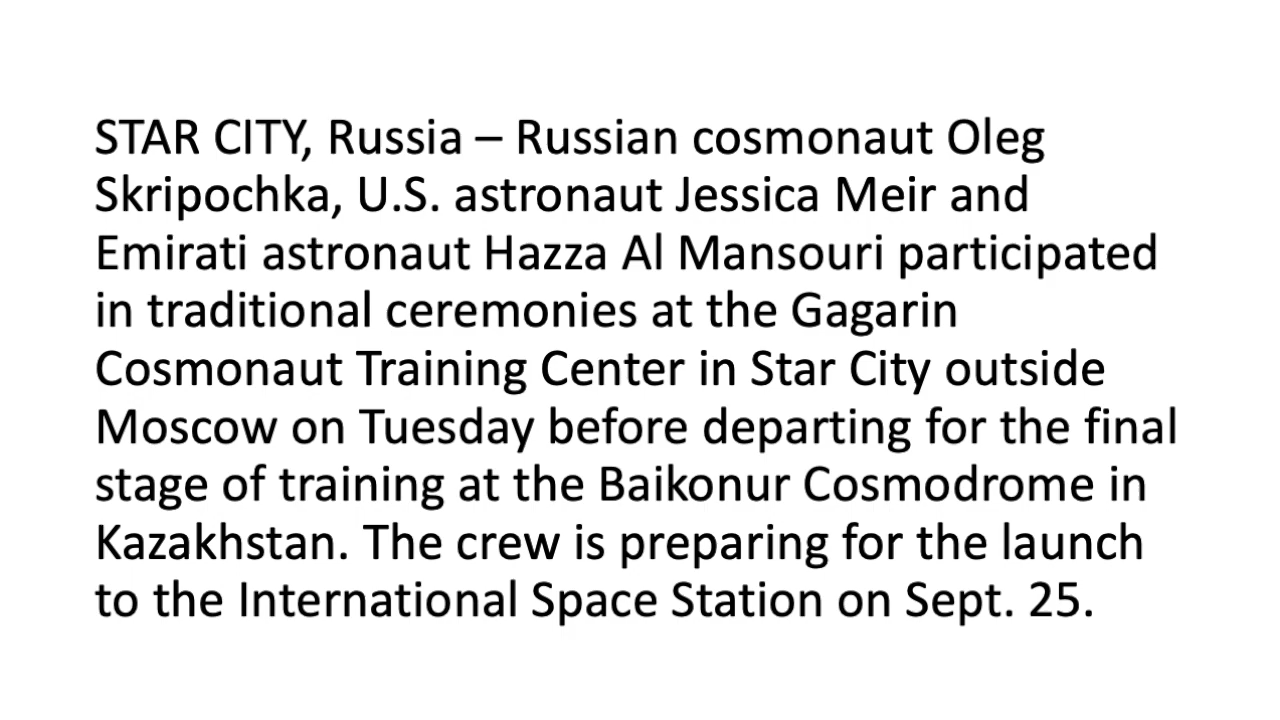 STAR CITY, Russia – Russian cosmonaut Oleg
Skripochka, U.S. astronaut Jessica Meir and
Emirati astronaut Hazza Al Mansouri participated
in traditional ceremonies at the Gagarin
Cosmonaut Training Center in Star City outside
Moscow on Tuesday before departing for the final
stage of training at the Baikonur Cosmodrome in
Kazakhstan. The crew is preparing for the launch
to the International Space Station on Sept. 25.